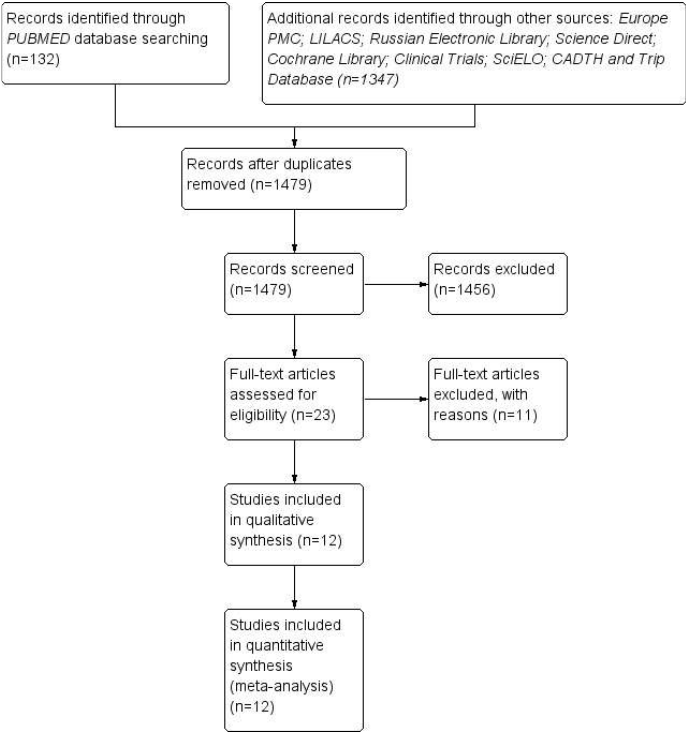 Records identified through
PUBMED database searching
(n=132)
Additional records identified through other sources: Europe
PMC; LILACS; Russian Electronic Library; Science Direct;
Cochrane Library; Clinical Trials; SciELO; CADTH and Trip
Database (n=1347)
Records after duplicates
removed (n=1479)
Records screened
(n=1479)
Records excluded
(n=1456)
Full-text articles
assessed for
eligibility (n=23)
Full-text articles
excluded, with
reasons (n=11)
Studies included
in qualitative
synthesis (n=12)
Studies included
in quantitative
synthesis
(meta-analysis)
(n=12)